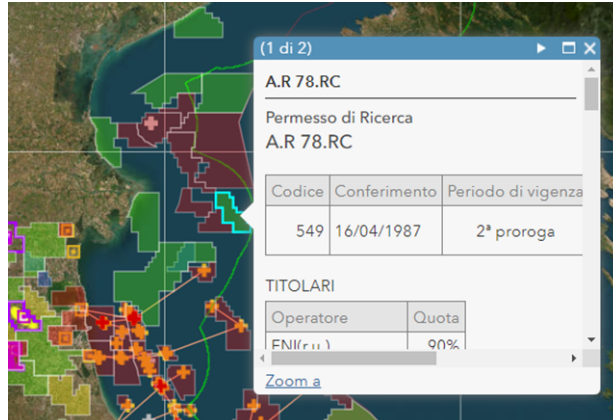 (1 di 2)
A.R 78.RC
Permesso di Ricerca
A.R 78.RC
Codice Conferimento Periodo di vigenza
549 16/04/1987 2ª proroga
TITOLARI
Operatore Quota
ENI(r.u.) 90%
Zoom a